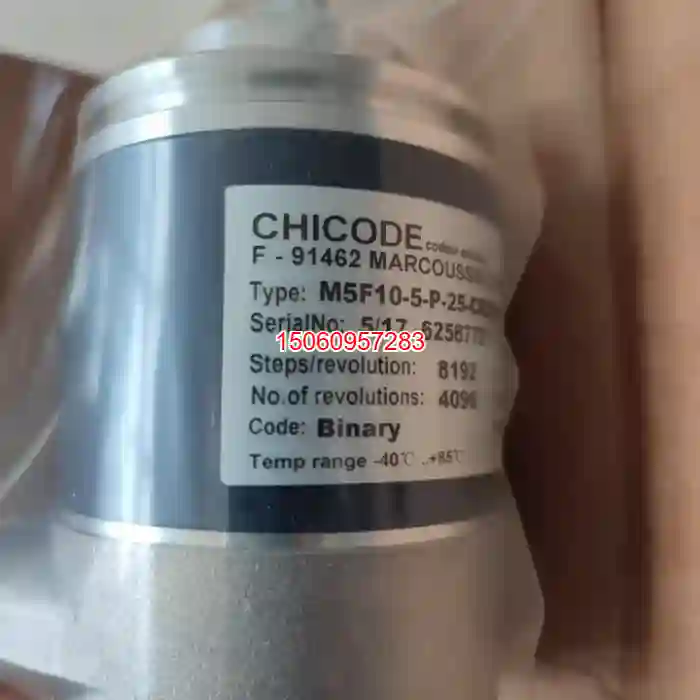 CHICODE codeur
F - 91462 MARCOUSSIS
Type: M5F10-5-P-25-
SerialNo: 5/17
15060957283
Steps/revolution: 8192
No.of revolutions: 4096
Code: Binary
Temp range -40℃ ..+85℃